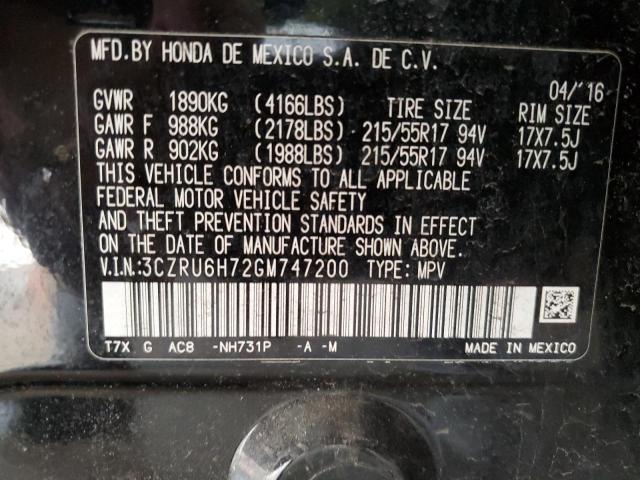 MFD.BY HONDA DE MEXICO S.A. DE C.V.
04/'16
GVWR 1890KG (4166LBS) TIRE SIZE RIM SIZE
GAWR F 988KG (2178LBS) 215/55R17 94V 17X7.5J
GAWR R 902KG (1988LBS) 215/55R17 94V 17X7.5J
THIS VEHICLE CONFORMS TO ALL APPLICABLE
FEDERAL MOTOR VEHICLE SAFETY
AND THEFT PREVENTION STANDARDS IN EFFECT
ON THE DATE OF MANUFACTURE SHOWN ABOVE.
V.I.N:3CZRU6H72GM747200 TYPE: MPV
T7X G AC8 -NH731P -A -M MADE IN MEXICO